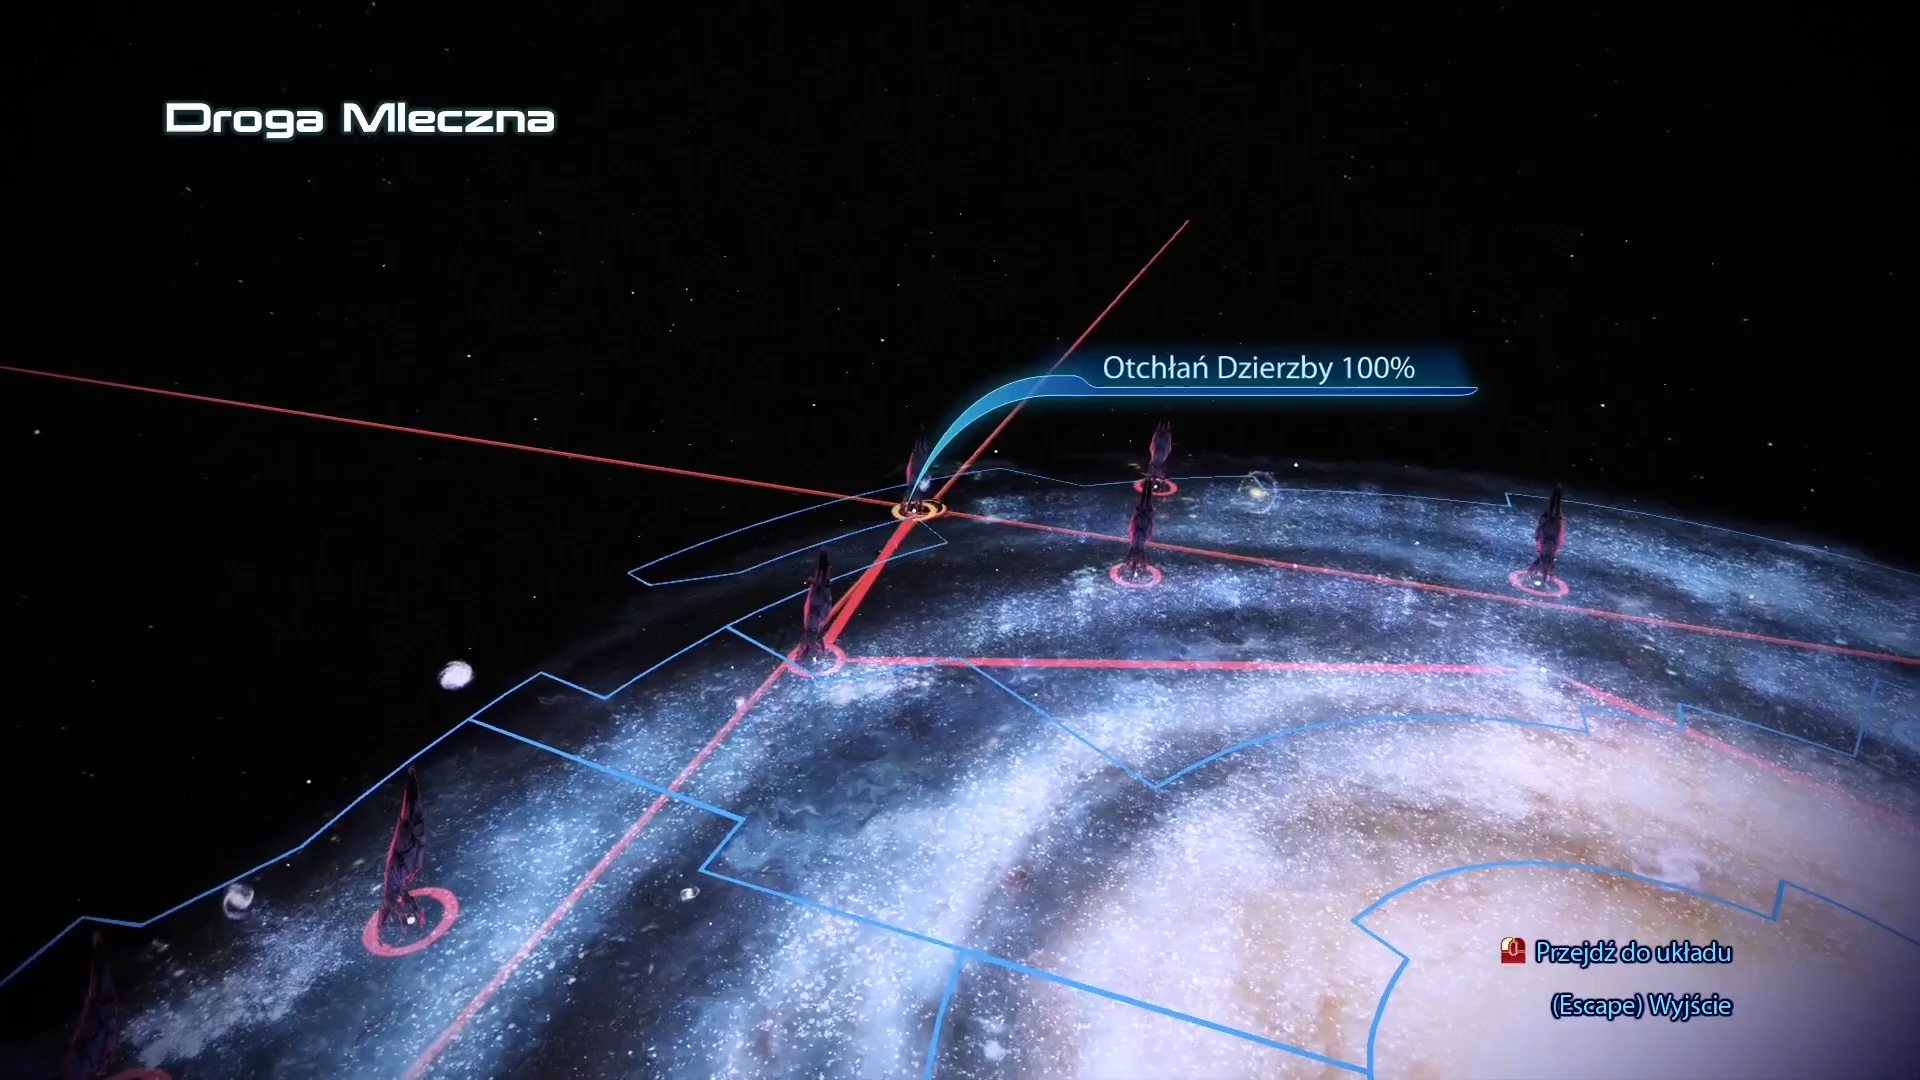 Droga Mleczna
Otchłań Dzierzby 100%
Przejdź do układu
(Escape) Wyjście